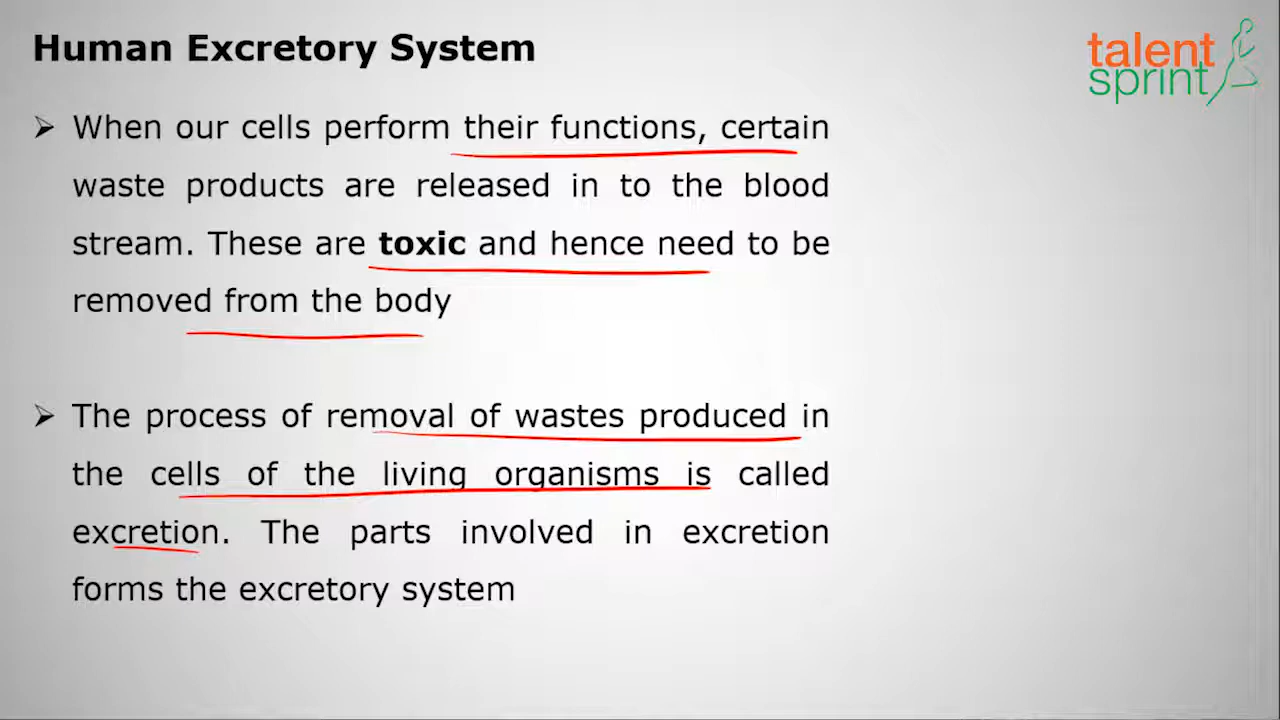 Human Excretory System
talent
sprint
➢ When our cells perform their functions, certain
waste products are released in to the blood
stream. These are toxic and hence need to be
removed from the body
➢ The process of removal of wastes produced in
the cells of the living organisms is called
excretion. The parts involved in excretion
forms the excretory system